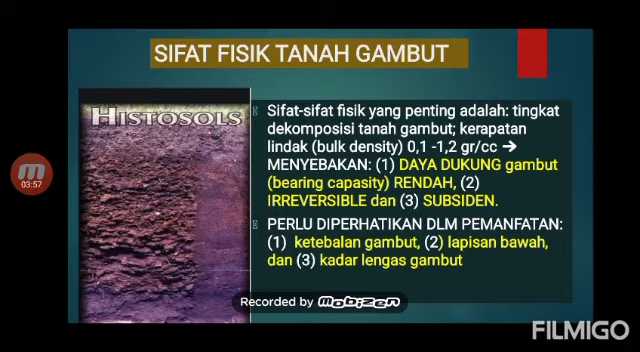 SIFAT FISIK TANAH GAMBUT
HISTOSOLS
Sifat-sifat fisik yang penting adalah: tingkat
dekomposisi tanah gambut; kerapatan
lindak (bulk density) 0,1 -1,2 gr/cc →
MENYEBAKAN: (1) DAYA DUKUNG gambut
(bearing capasity) RENDAH, (2)
IRREVERSIBLE dan (3) SUBSIDEN.
PERLU DIPERHATIKAN DLM PEMANFATAN:
(1) ketebalan gambut, (2) lapisan bawah,
dan (3) kadar lengas gambut
m
03:57
Recorded by mobizen
FILMIGO